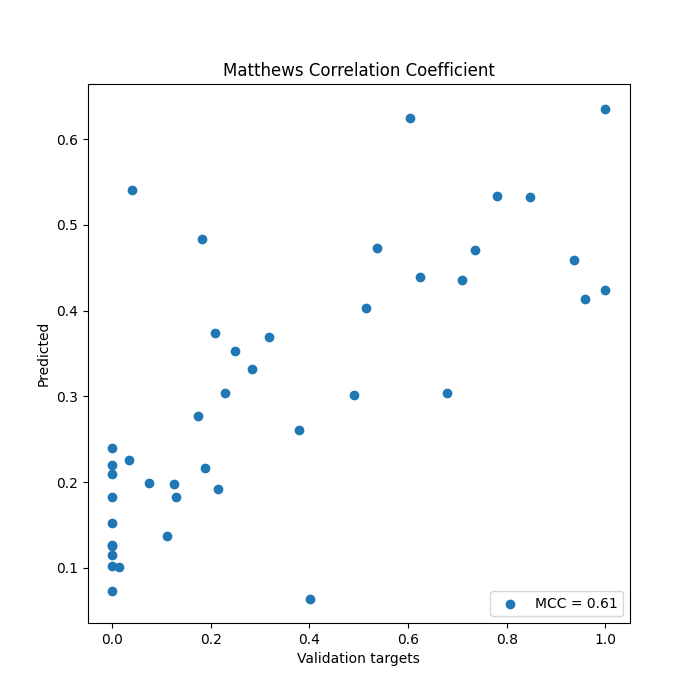 Matthews Correlation Coefficient
0.6
0.5
0.4
0.3
0.2
0.1
Predicted
MCC = 0.61
0.0 0.2 0.4 0.6 0.8 1.0
Validation targets